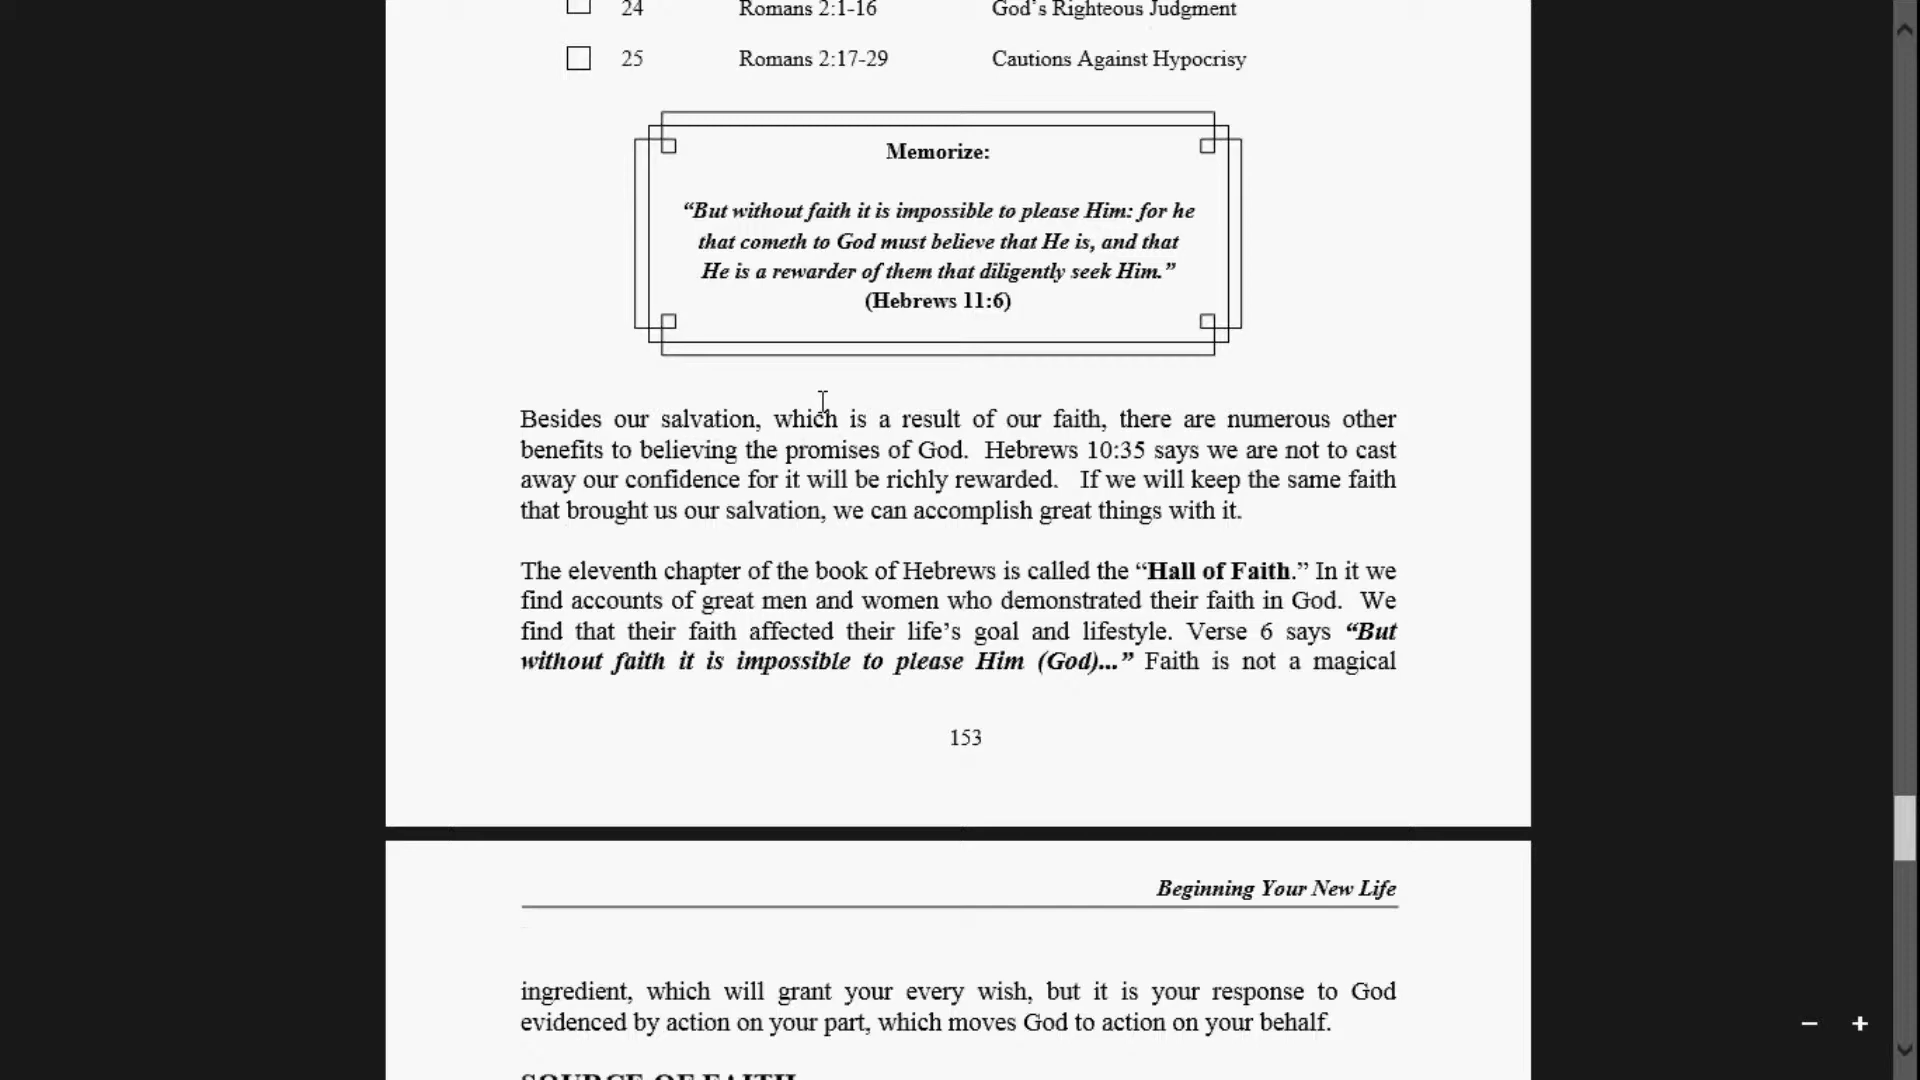 24 Romans 2:1-16 God's Righteous Judgment
25 Romans 2:17-29 Cautions Against Hypocrisy
Memorize:
“But without faith it is impossible to please Him: for he
that cometh to God must believe that He is, and that
He is a rewarder of them that diligently seek Him.”
(Hebrews 11:6)
Besides our salvation, which is a result of our faith, there are numerous other
benefits to believing the promises of God. Hebrews 10:35 says we are not to cast
away our confidence for it will be richly rewarded. If we will keep the same faith
that brought us our salvation, we can accomplish great things with it.
The eleventh chapter of the book of Hebrews is called the “Hall of Faith.” In it we
find accounts of great men and women who demonstrated their faith in God. We
find that their faith affected their life’s goal and lifestyle. Verse 6 says “But
without faith it is impossible to please Him (God)...” Faith is not a magical
153
Beginning Your New Life
ingredient, which will grant your every wish, but it is your response to God
evidenced by action on your part, which moves God to action on your behalf.
SOURCE OF FAITH